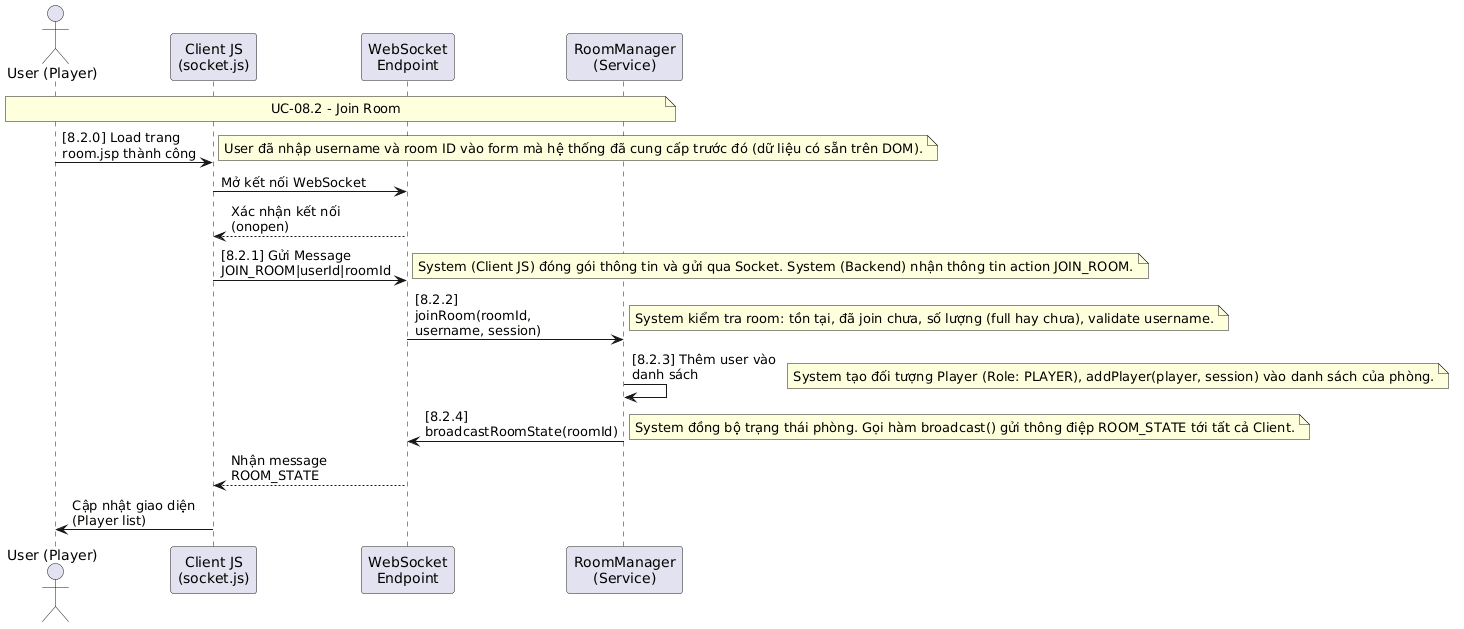 User (Player)
Client JS
(socket.js)
WebSocket
Endpoint
RoomManager
(Service)
UC-08.2 - Join Room
[8.2.0] Load trang
room.jsp thành công
User đã nhập username và room ID vào form mà hệ thống đã cung cấp trước đó (dữ liệu có sẵn trên DOM).
Mở kết nối WebSocket
Xác nhận kết nối
(onopen)
[8.2.1] Gửi Message
JOIN_ROOM|userId|roomId
System (Client JS) đóng gói thông tin và gửi qua Socket. System (Backend) nhận thông tin action JOIN_ROOM.
[8.2.2]
joinRoom(roomId,
username, session)
System kiểm tra room: tồn tại, đã join chưa, số lượng (full hay chưa), validate username.
[8.2.3] Thêm user vào
danh sách
System tạo đối tượng Player (Role: PLAYER), addPlayer(player, session) vào danh sách của phòng.
[8.2.4]
broadcastRoomState(roomId)
System đồng bộ trạng thái phòng. Gọi hàm broadcast() gửi thông điệp ROOM_STATE tới tất cả Client.
Nhận message
ROOM_STATE
Cập nhật giao diện
(Player list)
User (Player)
Client JS
(socket.js)
WebSocket
Endpoint
RoomManager
(Service)